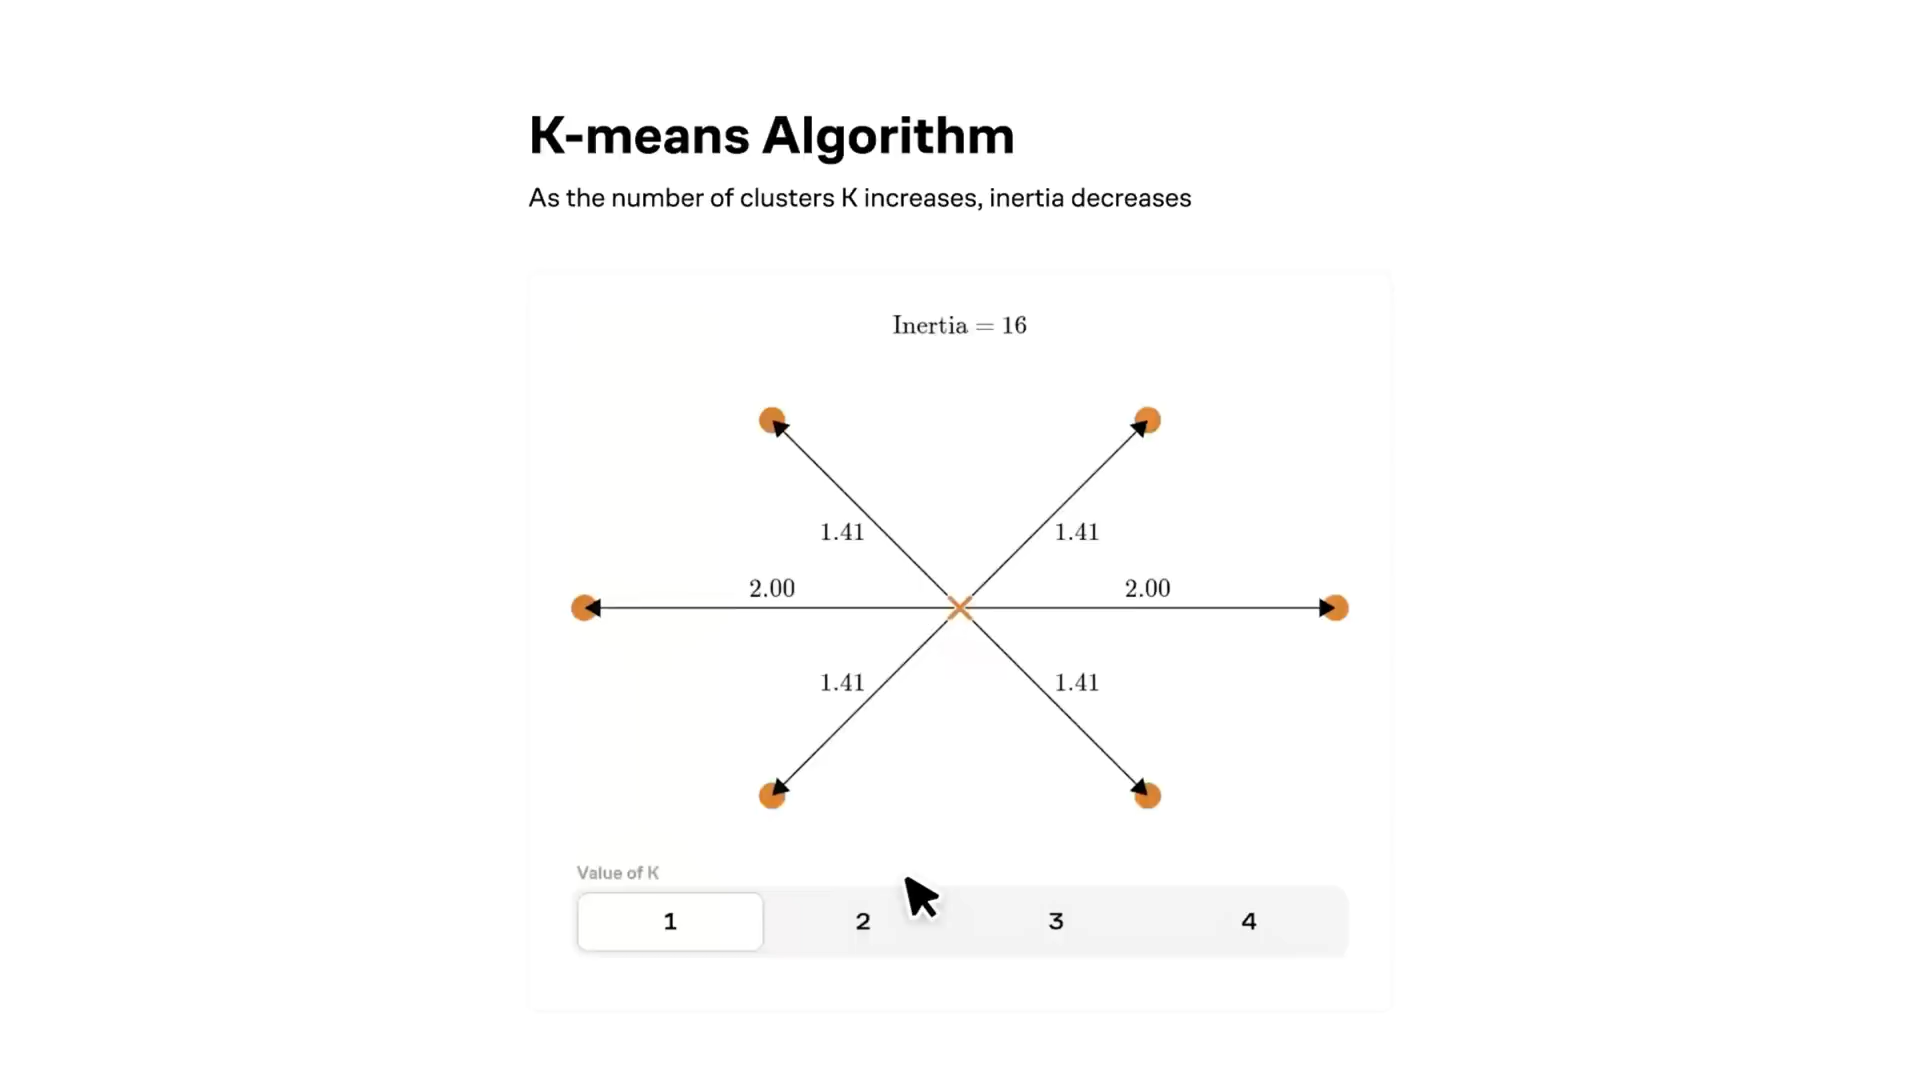 K-means Algorithm
As the number of clusters K increases, inertia decreases
Inertia = 16
1.41 1.41
2.00 2.00
1.41 1.41
Value of K
1 2 3 4